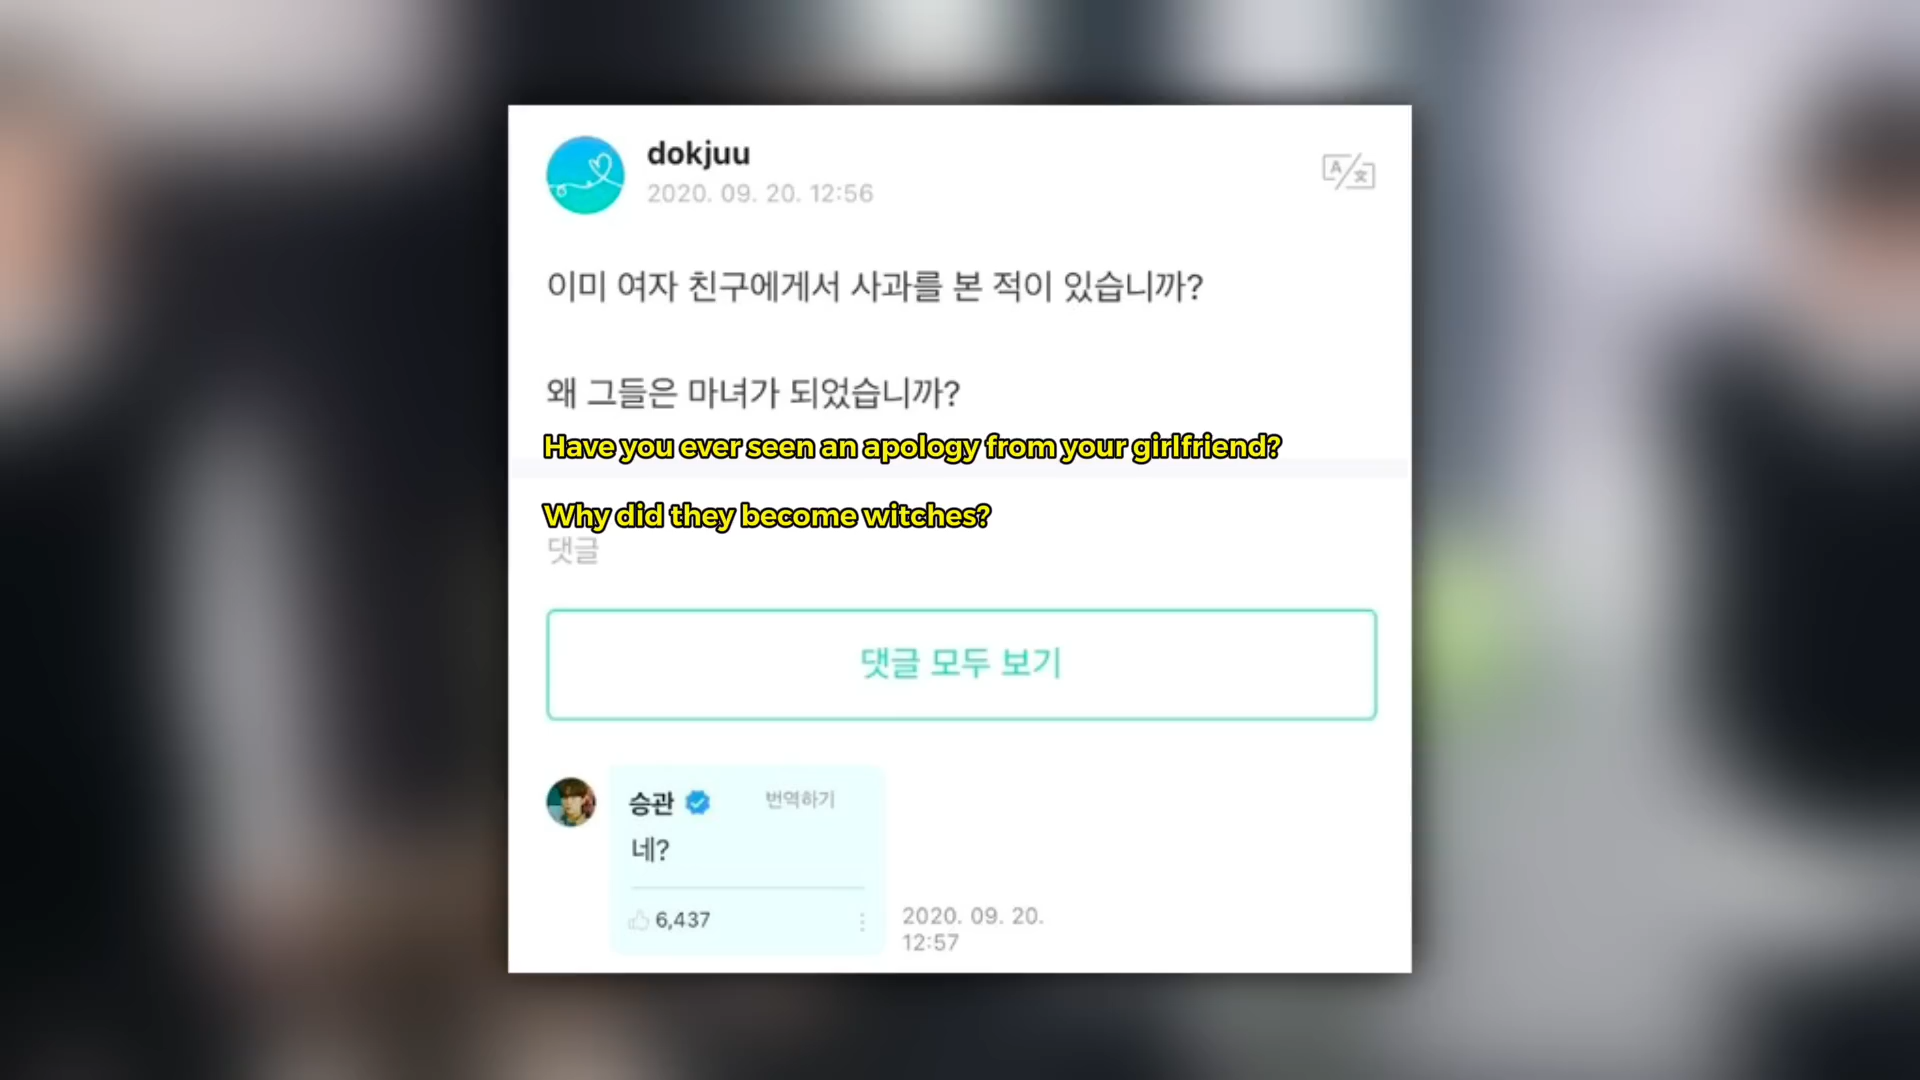 dokjuu
2020. 09. 20. 12:56
이미 여자 친구에게서 사과를 본 적이 있습니까?
왜 그들은 마녀가 되었습니까?
Have you ever seen an apology from your girlfriend?
Why did they become witches?
댓글
댓글 모두 보기
승관 번역하기
네?
6,437
2020. 09. 20.
12:57